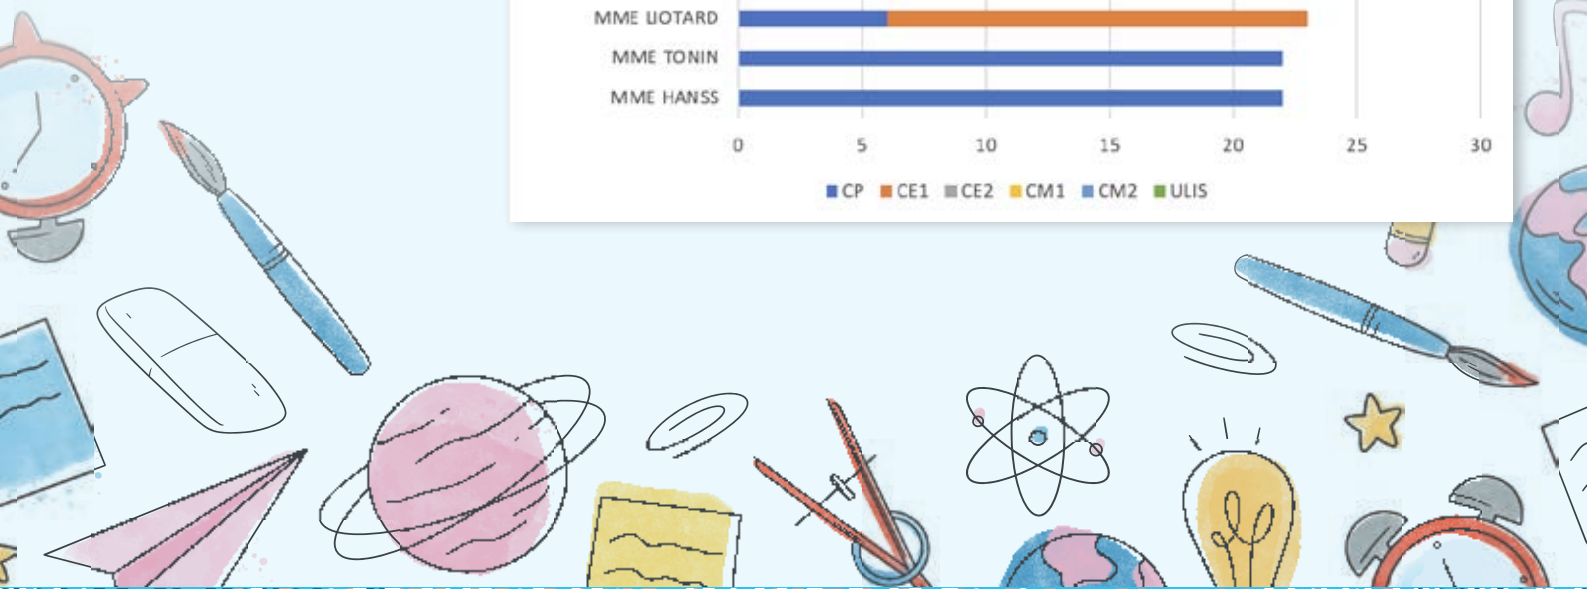 MME LIOTARD
MME TONIN
MME HANSS
0 5 10 15 20 25 30
CP CE1 CE2 CM1 CM2 ULIS